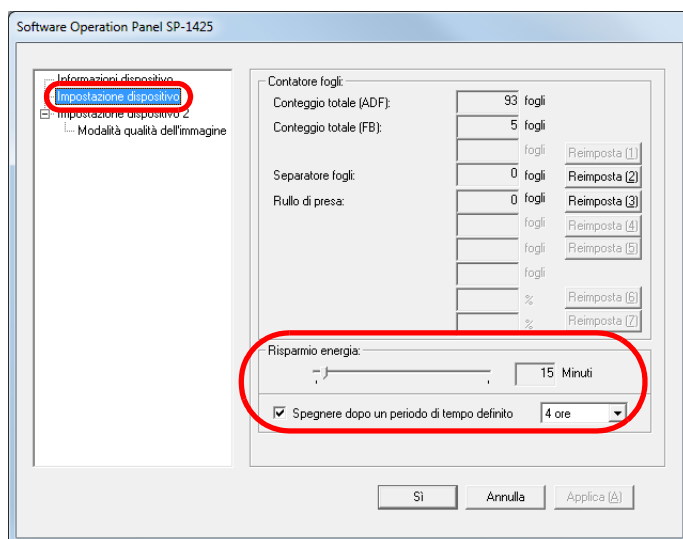 Software Operation Panel SP-1425
Informazioni dispositivo
Impostazione dispositivo
Impostazione dispositivo 2
Modalità qualità dell'immagine
Contatore fogli:
Conteggio totale (ADF): 93 fogli
Conteggio totale (FB): 5 fogli
fogli Reimposta (1)
Separatore fogli: 0 fogli Reimposta (2)
Rullo di presa: 0 fogli Reimposta (3)
fogli Reimposta (4)
fogli Reimposta (5)
fogli
% Reimposta (6)
% Reimposta (7)
Risparmio energia:
15 Minuti
Spegnere dopo un periodo di tempo definito 4 ore
Sì Annulla Applica (A)